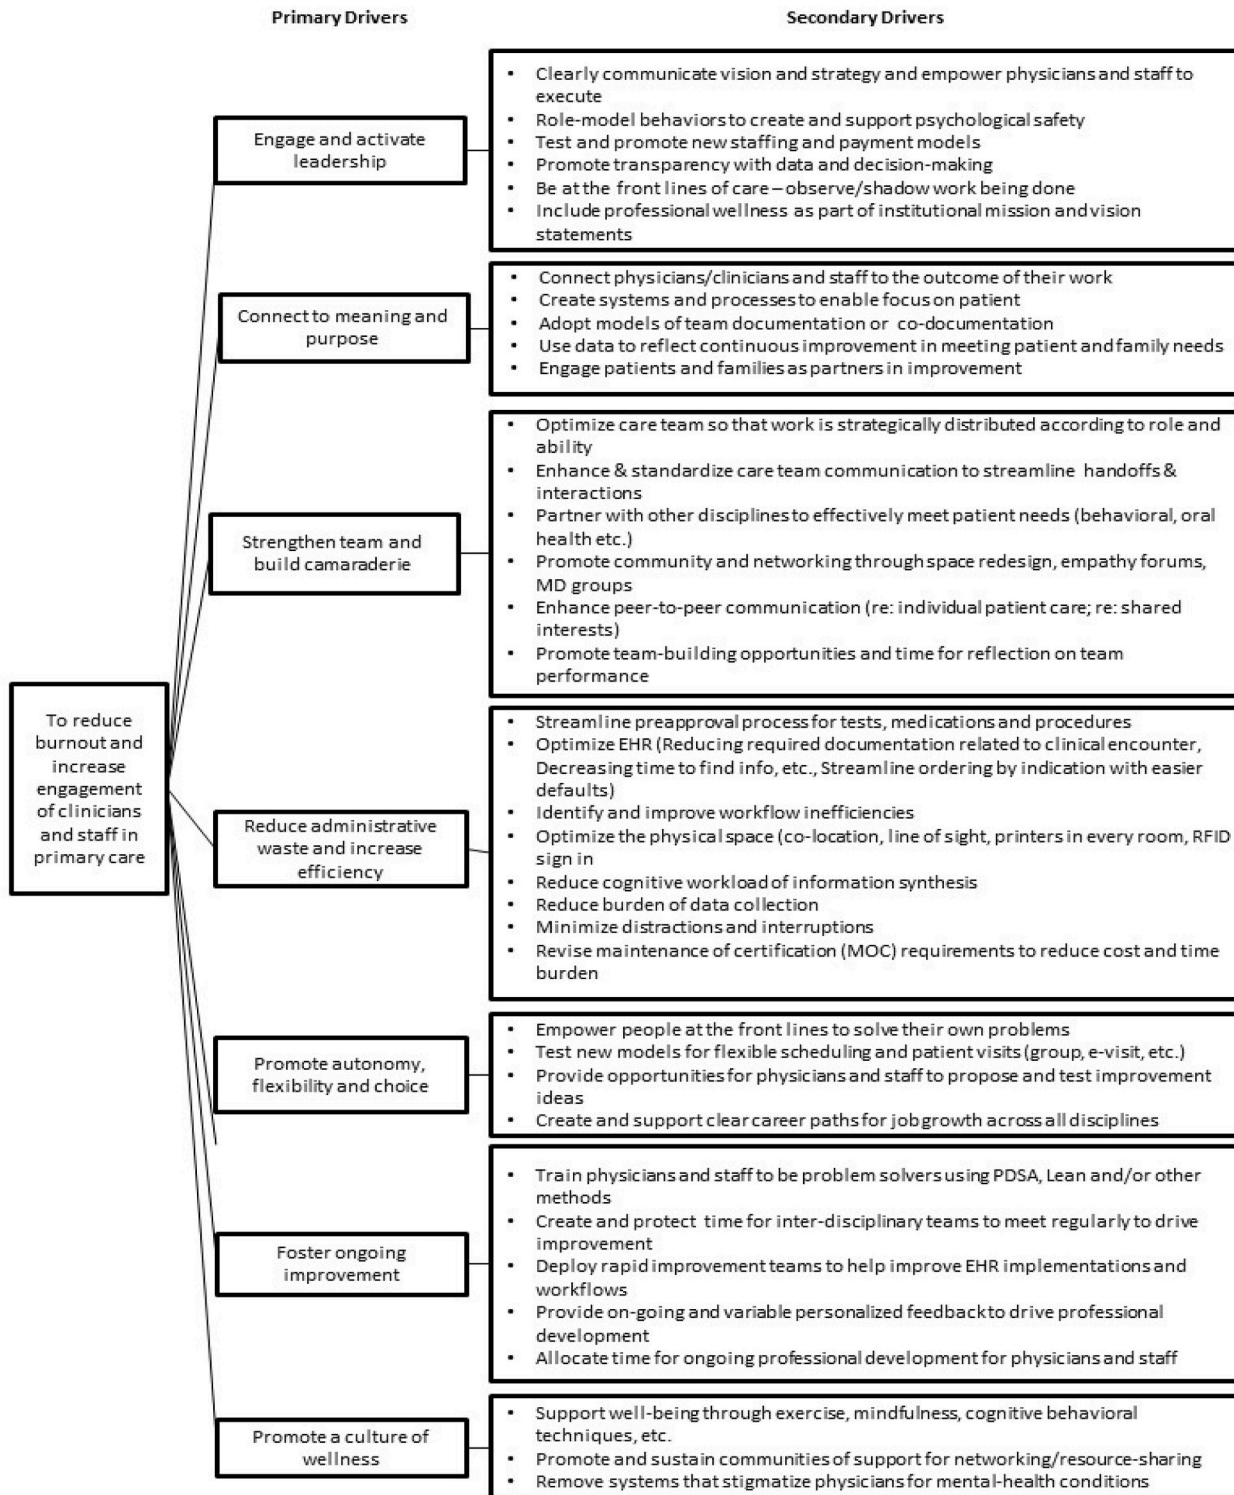 Primary Drivers
Secondary Drivers
To reduce
burnout and
increase
engagement
of clinicians
and staff in
primary care
Engage and activate
leadership
• Clearly communicate vision and strategy and empower physicians and staff to
execute
• Role-model behaviors to create and support psychological safety
• Test and promote new staffing and payment models
• Promote transparency with data and decision-making
• Be at the front lines of care – observe/shadow work being done
• Include professional wellness as part of institutional mission and vision
statements
Connect to meaning and
purpose
• Connect physicians/clinicians and staff to the outcome of their work
• Create systems and processes to enable focus on patient
• Adopt models of team documentation or co-documentation
• Use data to reflect continuous improvement in meeting patient and family needs
• Engage patients and families as partners in improvement
Strengthen team and
build camaraderie
• Optimize care team so that work is strategically distributed according to role and
ability
• Enhance & standardize care team communication to streamline handoffs &
interactions
• Partner with other disciplines to effectively meet patient needs (behavioral, oral
health etc.)
• Promote community and networking through space redesign, empathy forums,
MD groups
• Enhance peer-to-peer communication (re: individual patient care; re: shared
interests)
• Promote team-building opportunities and time for reflection on team
performance
Reduce administrative
waste and increase
efficiency
• Streamline preapproval process for tests, medications and procedures
• Optimize EHR (Reducing required documentation related to clinical encounter,
Decreasing time to find info, etc., Streamline ordering by indication with easier
defaults)
• Identify and improve workflow inefficiencies
• Optimize the physical space (co-location, line of sight, printers in every room, RFID
sign in
• Reduce cognitive workload of information synthesis
• Reduce burden of data collection
• Minimize distractions and interruptions
• Revise maintenance of certification (MOC) requirements to reduce cost and time
burden
Promote autonomy,
flexibility and choice
• Empower people at the front lines to solve their own problems
• Test new models for flexible scheduling and patient visits (group, e-visit, etc.)
• Provide opportunities for physicians and staff to propose and test improvement
ideas
• Create and support clear career paths for job growth across all disciplines
Foster ongoing
improvement
• Train physicians and staff to be problem solvers using PDSA, Lean and/or other
methods
• Create and protect time for inter-disciplinary teams to meet regularly to drive
improvement
• Deploy rapid improvement teams to help improve EHR implementations and
workflows
• Provide on-going and variable personalized feedback to drive professional
development
• Allocate time for ongoing professional development for physicians and staff
Promote a culture of
wellness
• Support well-being through exercise, mindfulness, cognitive behavioral
techniques, etc.
• Promote and sustain communities of support for networking/resource-sharing
• Remove systems that stigmatize physicians for mental-health conditions